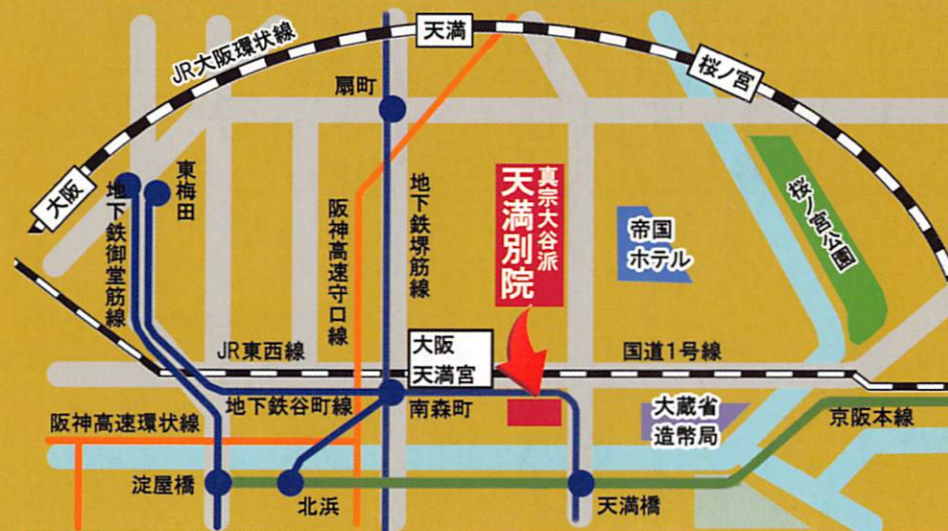 天満
JR大阪環状線
桜ノ宮
扇町
大阪
東梅田
地下鉄御堂筋線
阪神高速守口線
地下鉄堺筋線
真宗大谷派
天満別院
帝国
ホテル
桜ノ宮公園
JR東西線
大阪
天満宮
国道1号線
地下鉄谷町線
南森町
大蔵省
造幣局
阪神高速環状線
京阪本線
淀屋橋
北浜
天満橋